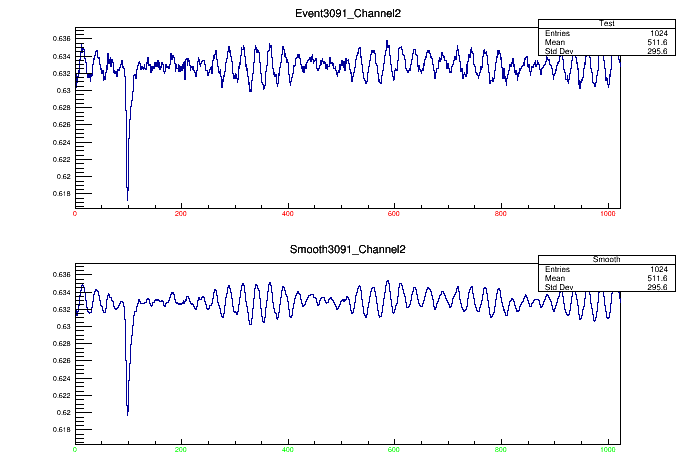 Event3091_Channel2
Test
Entries 1024
Mean 511.6
Std Dev 295.6
0.636
0.634
0.632
0.63
0.628
0.626
0.624
0.622
0.62
0.618
0 200 400 600 800 1000
Smooth3091_Channel2
Smooth
Entries 1024
Mean 511.6
Std Dev 295.6
0.636
0.634
0.632
0.63
0.628
0.626
0.624
0.622
0.62
0.618
0 200 400 600 800 1000